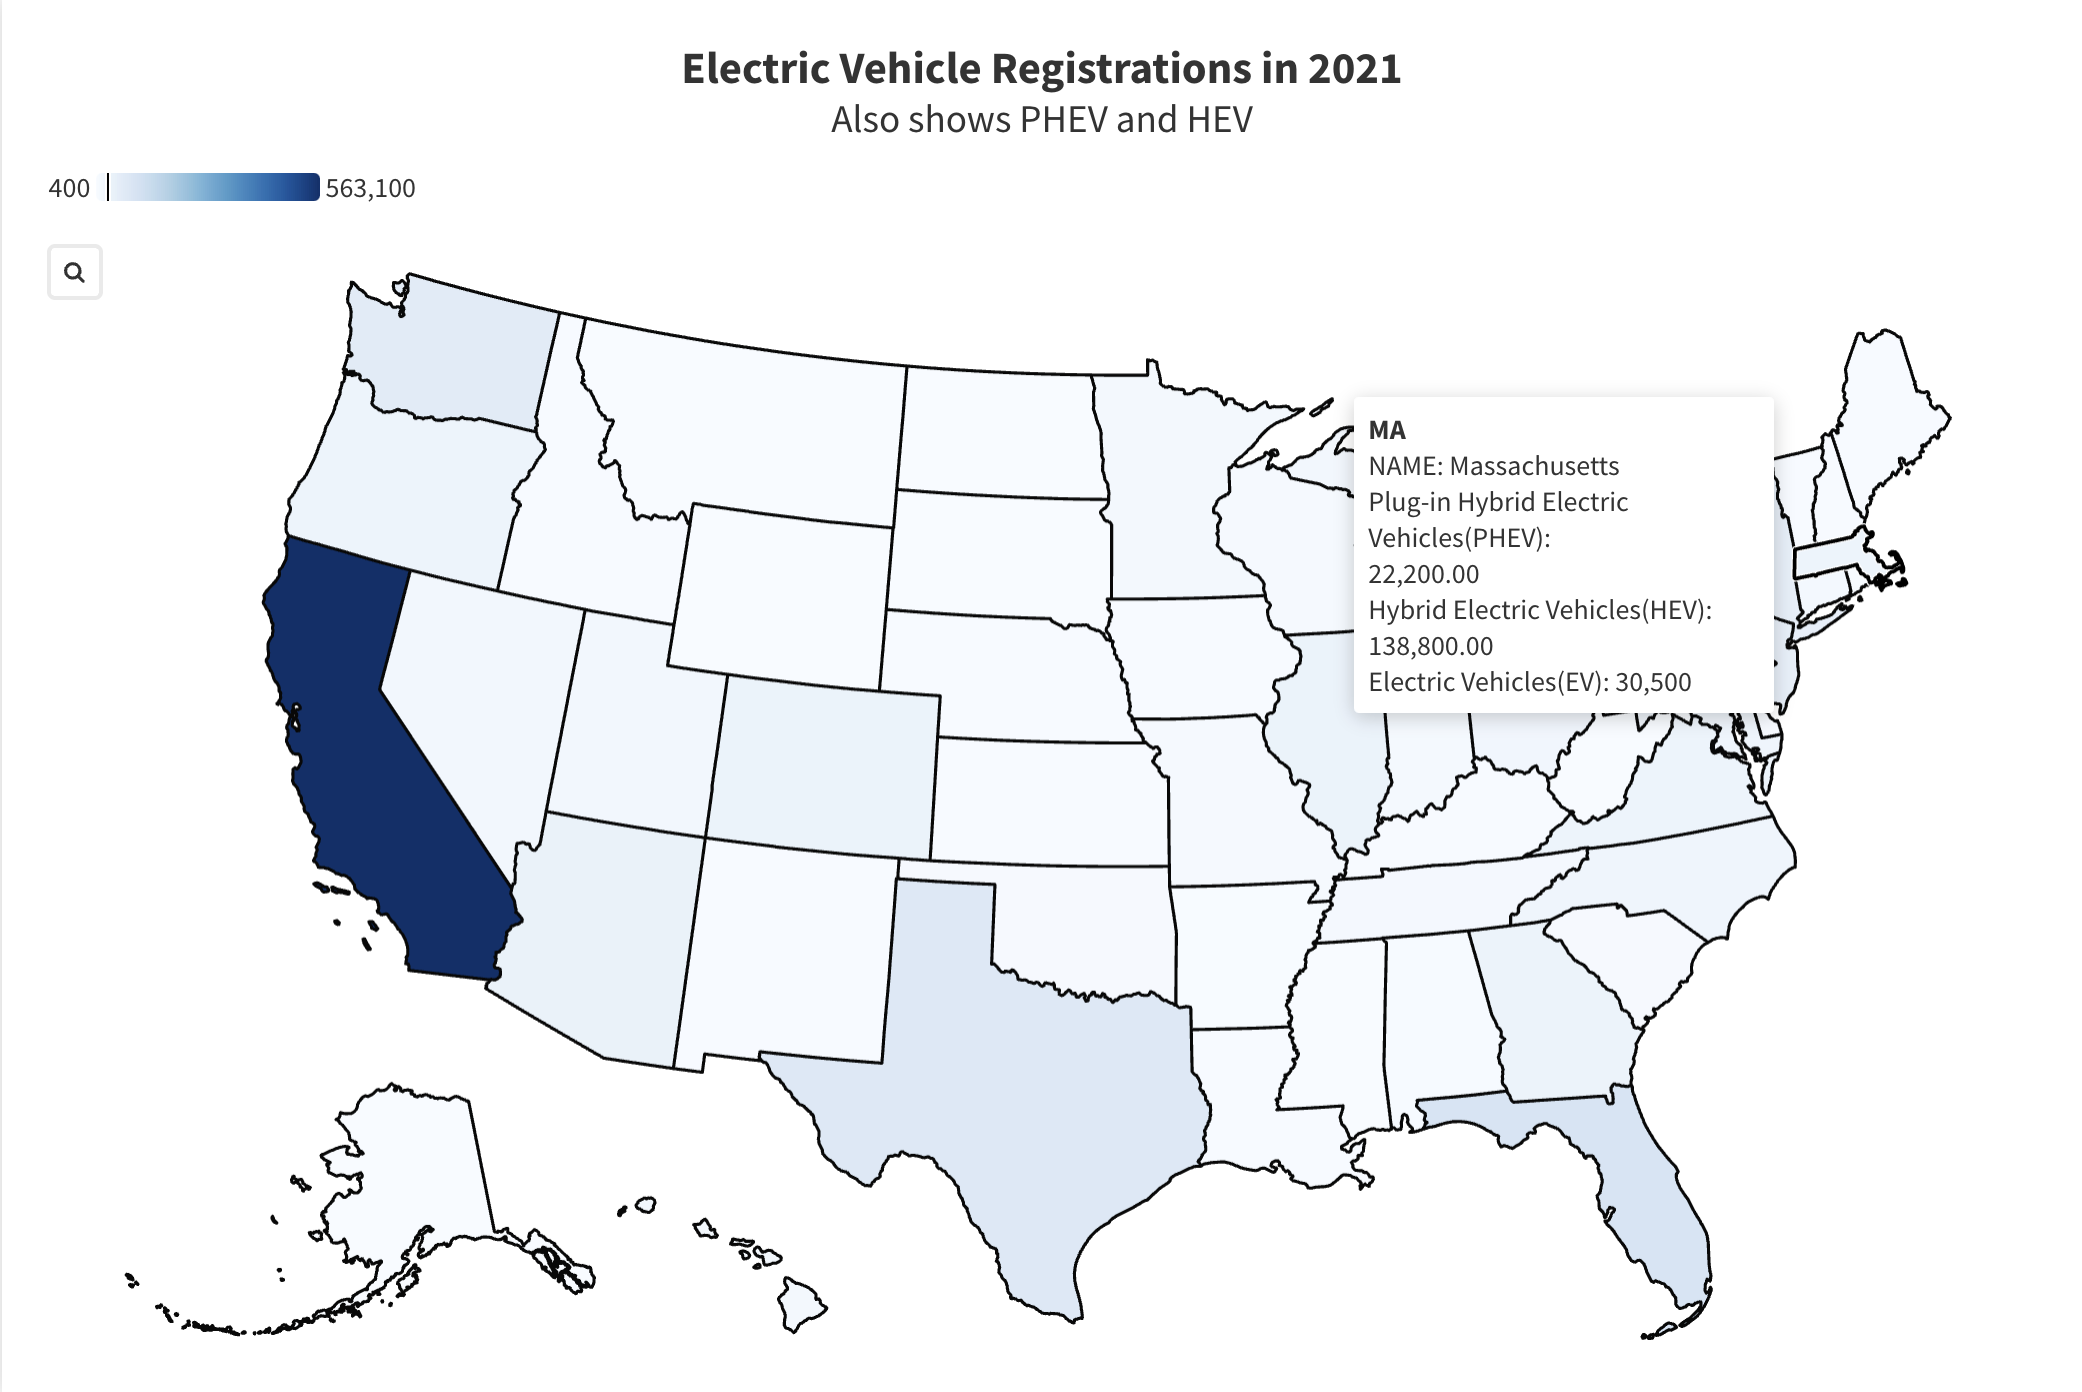 Electric Vehicle Registrations in 2021
Also shows PHEV and HEV
400
563,100
MA
NAME: Massachusetts
Plug-in Hybrid Electric
Vehicles(PHEV):
22,200.00
Hybrid Electric Vehicles(HEV):
138,800.00
Electric Vehicles(EV): 30,500